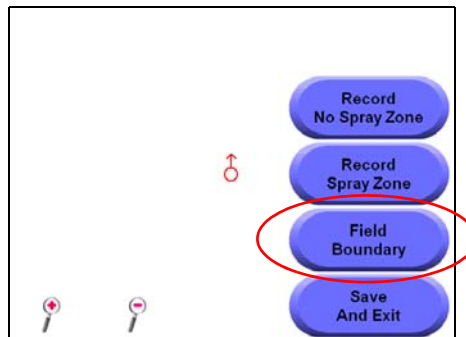 Record
No Spray Zone
Record
Spray Zone
Field
Boundary
Save
And Exit